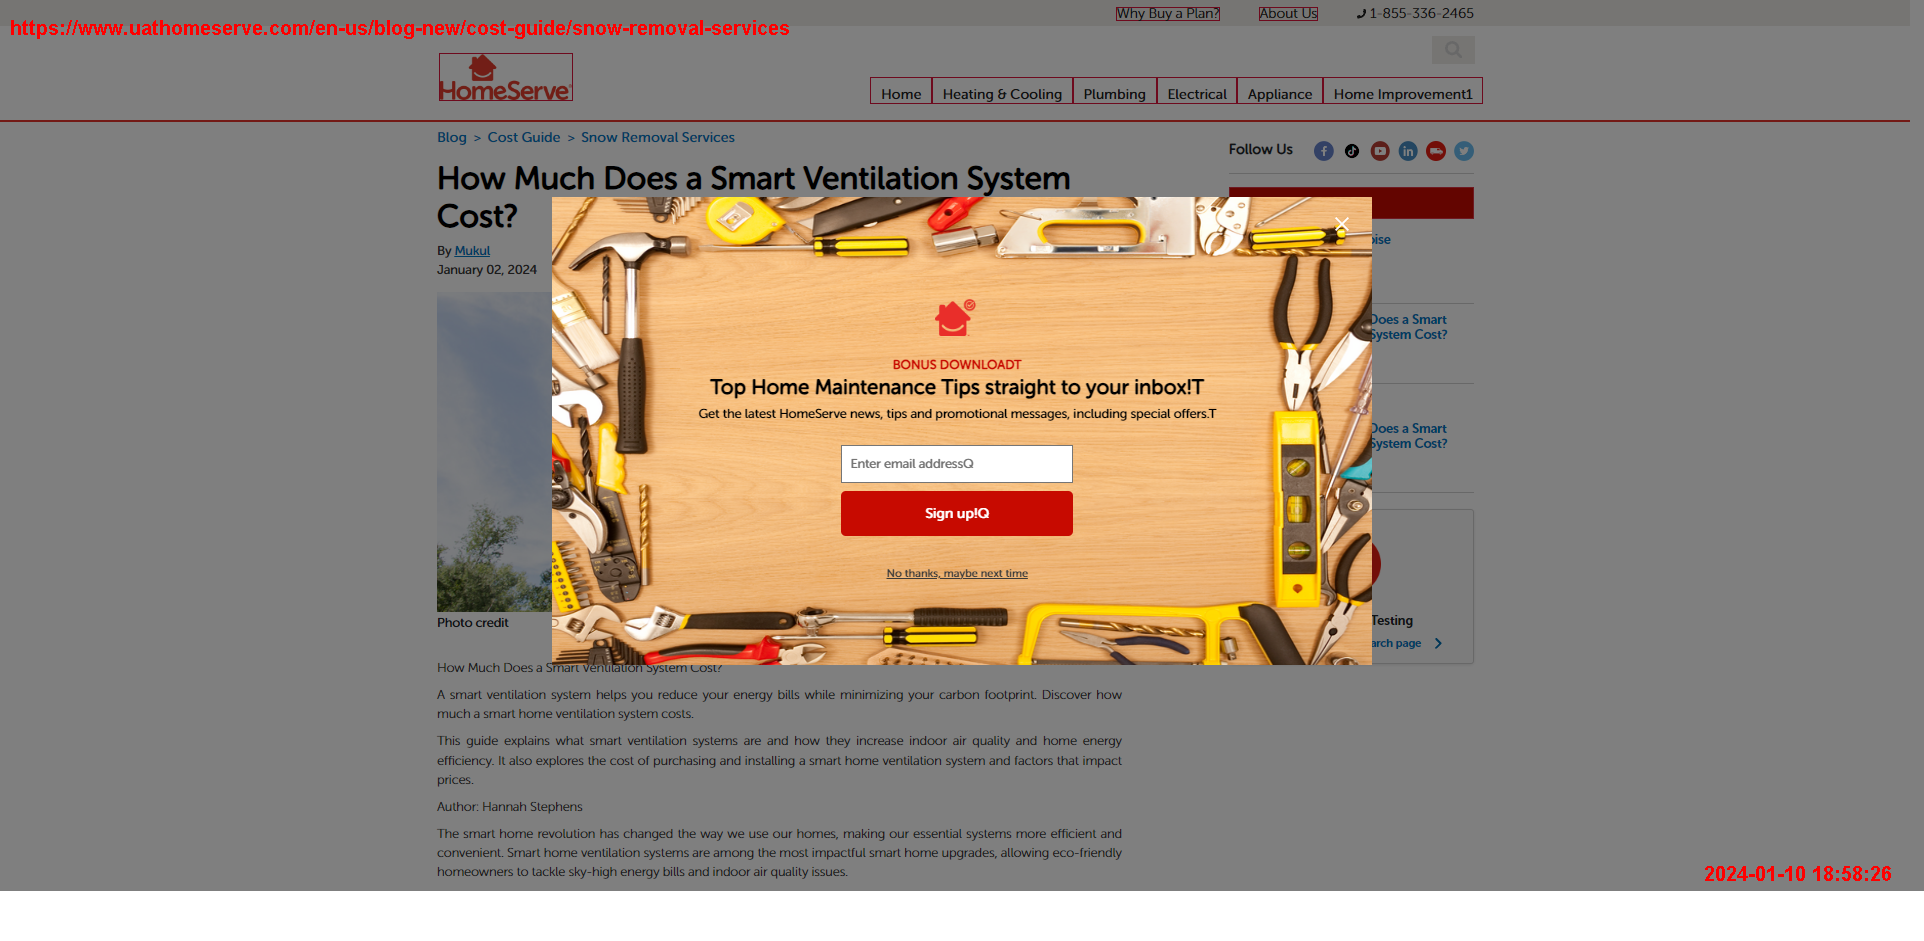 Why Buy a Plan?
About Us
1-855-336-2465
https://www.uathomeserve.com/en-us/blog-new/cost-guide/snow-removal-services
HomeServe
Home
Heating & Cooling
Plumbing
Electrical
Appliance
Home Improvement1
Blog > Cost Guide > Snow Removal Services
Follow Us
How Much Does a Smart Ventilation System
Cost?
By Mukul
January 02, 2024
BONUS DOWNLOADT
Top Home Maintenance Tips straight to your inbox!T
Get the latest HomeServe news, tips and promotional messages, including special offers.T
Enter email addressQ
Sign up!Q
No thanks, maybe next time
Does a Smart
System Cost?
Does a Smart
System Cost?
Testing
arch page
Photo credit
How Much Does a Smart Ventilation System Cost?
A smart ventilation system helps you reduce your energy bills while minimizing your carbon footprint. Discover how
much a smart home ventilation system costs.
This guide explains what smart ventilation systems are and how they increase indoor air quality and home energy
efficiency. It also explores the cost of purchasing and installing a smart home ventilation system and factors that impact
prices.
Author: Hannah Stephens
The smart home revolution has changed the way we use our homes, making our essential systems more efficient and
convenient. Smart home ventilation systems are among the most impactful smart home upgrades, allowing eco-friendly
homeowners to tackle sky-high energy bills and indoor air quality issues.
2024-01-10 18:58:26